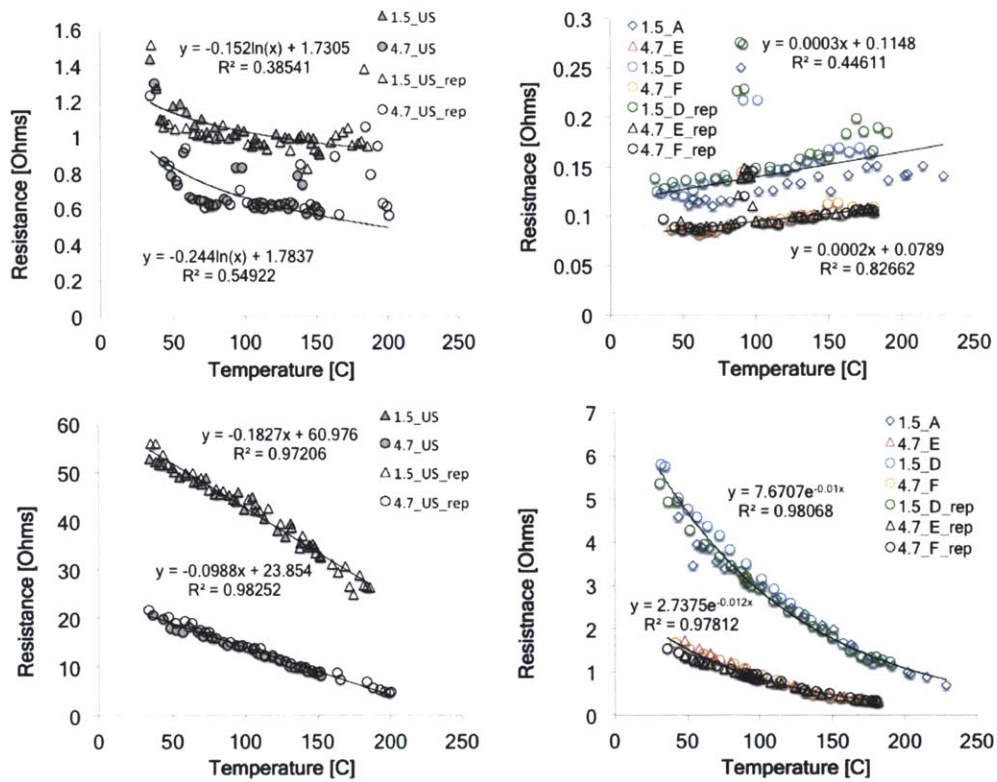 1.6
1.4
1.2
1
0.8
0.6
0.4
0.2
0
Resistance [Ohms]
y = -0.152ln(x) + 1.7305
R² = 0.38541
y = -0.244ln(x) + 1.7837
R² = 0.54922
1.5_US
4.7_US
1.5_US_rep
4.7_US_rep
0 50 100 150 200 250
Temperature [C]
0.3
0.25
0.2
0.15
0.1
0.05
0
Resistnace [Ohms]
1.5_A
4.7_E
1.5_D
4.7_F
1.5_D_rep
4.7_E_rep
4.7_F_rep
y = 0.0003x + 0.1148
R² = 0.44611
y = 0.0002x + 0.0789
R² = 0.82662
0 50 100 150 200 250
Temperature [C]
60
50
40
30
20
10
0
Resistance [Ohms]
y = -0.1827x + 60.976
R² = 0.97206
y = -0.0988x + 23.854
R² = 0.98252
1.5_US
4.7_US
1.5_US_rep
4.7_US_rep
0 50 100 150 200 250
Temperature [C]
7
6
5
4
3
2
1
0
Resistnace [Ohms]
y = 7.6707e-0.01x
R² = 0.98068
y = 2.7375e-0.012x
R² = 0.97812
1.5_A
4.7_E
1.5_D
4.7_F
1.5_D_rep
4.7_E_rep
4.7_F_rep
0 50 100 150 200 250
Temperature [C]